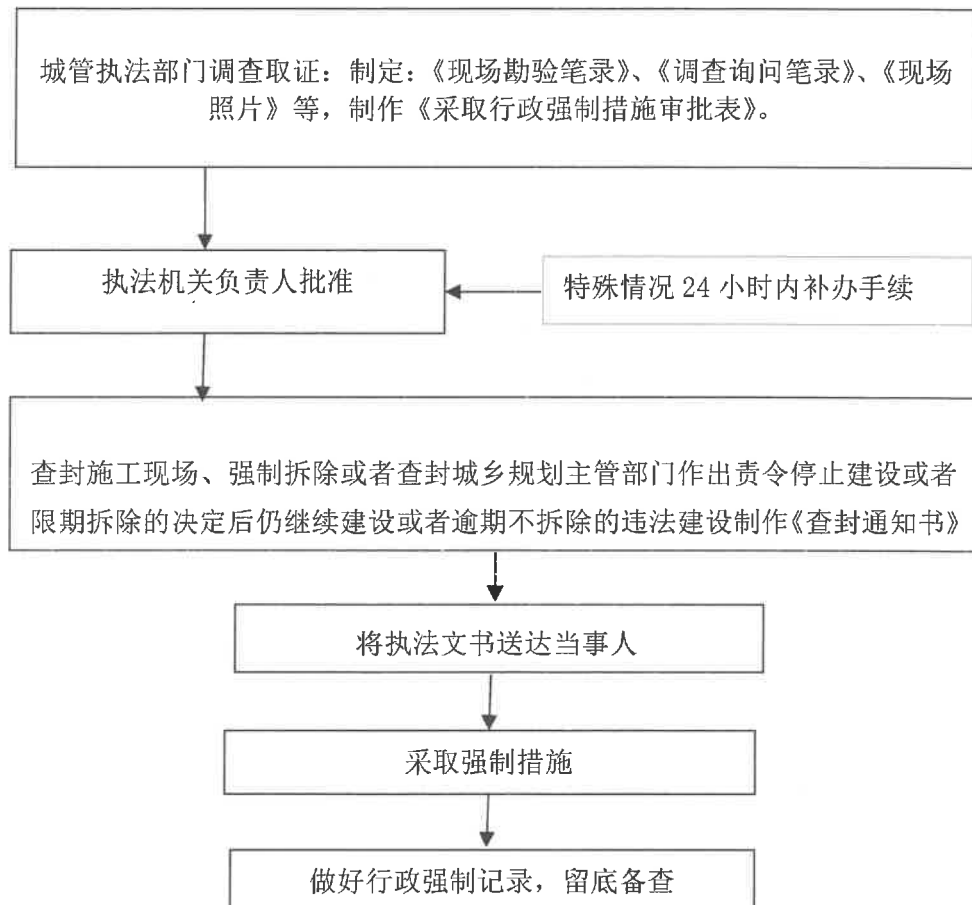 城管执法部门调查取证：制定：《现场勘验笔录》、《调查询问笔录》、《现场
照片》等，制作《采取行政强制措施审批表》。
执法机关负责人批准
特殊情况 24 小时内补办手续
查封施工现场、强制拆除或者查封城乡规划主管部门作出责令停止建设或者
限期拆除的决定后仍继续建设或者逾期不拆除的违法建设制作《查封通知书》
将执法文书送达当事人
采取强制措施
做好行政强制记录，留底备查